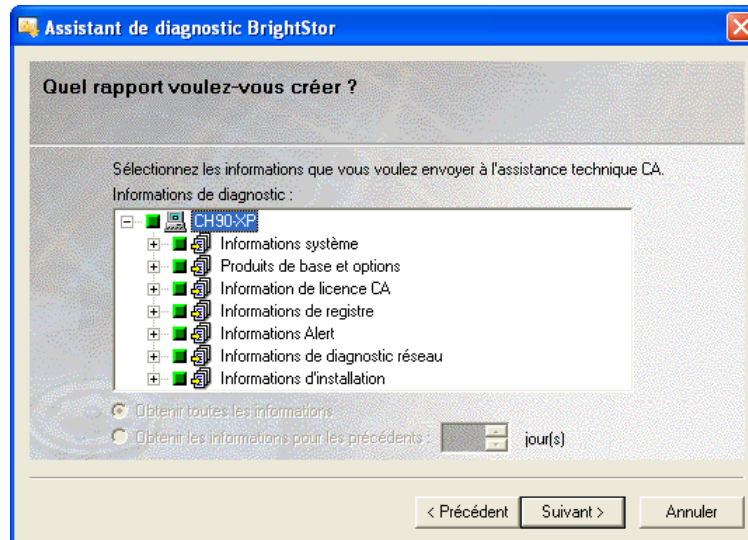 Assistant de diagnostic BrightStor
Quel rapport voulez-vous créer ?
Sélectionnez les informations que vous voulez envoyer à l'assistance technique CA.
Informations de diagnostic :
CH90-XP
Informations système
Produits de base et options
Information de licence CA
Informations de registre
Informations Alert
Informations de diagnostic réseau
Informations d'installation
Obtenir toutes les informations
Obtenir les informations pour les précédents : jour(s)
< Précédent Suivant > Annuler